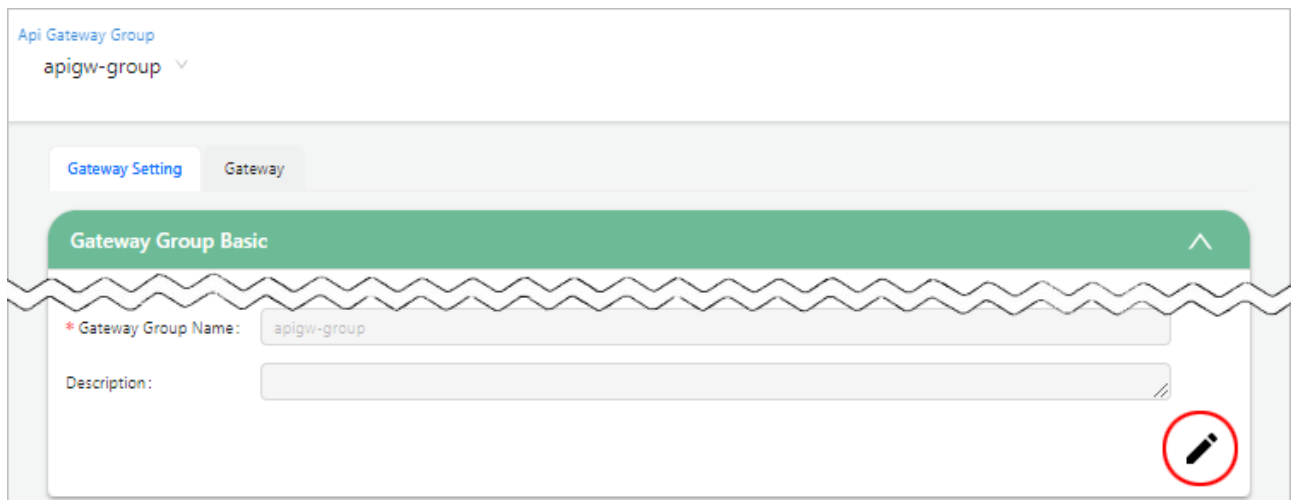 Api Gateway Group
apigw-group
Gateway Setting Gateway
Gateway Group Basic
* Gateway Group Name: apigw-group
Description: